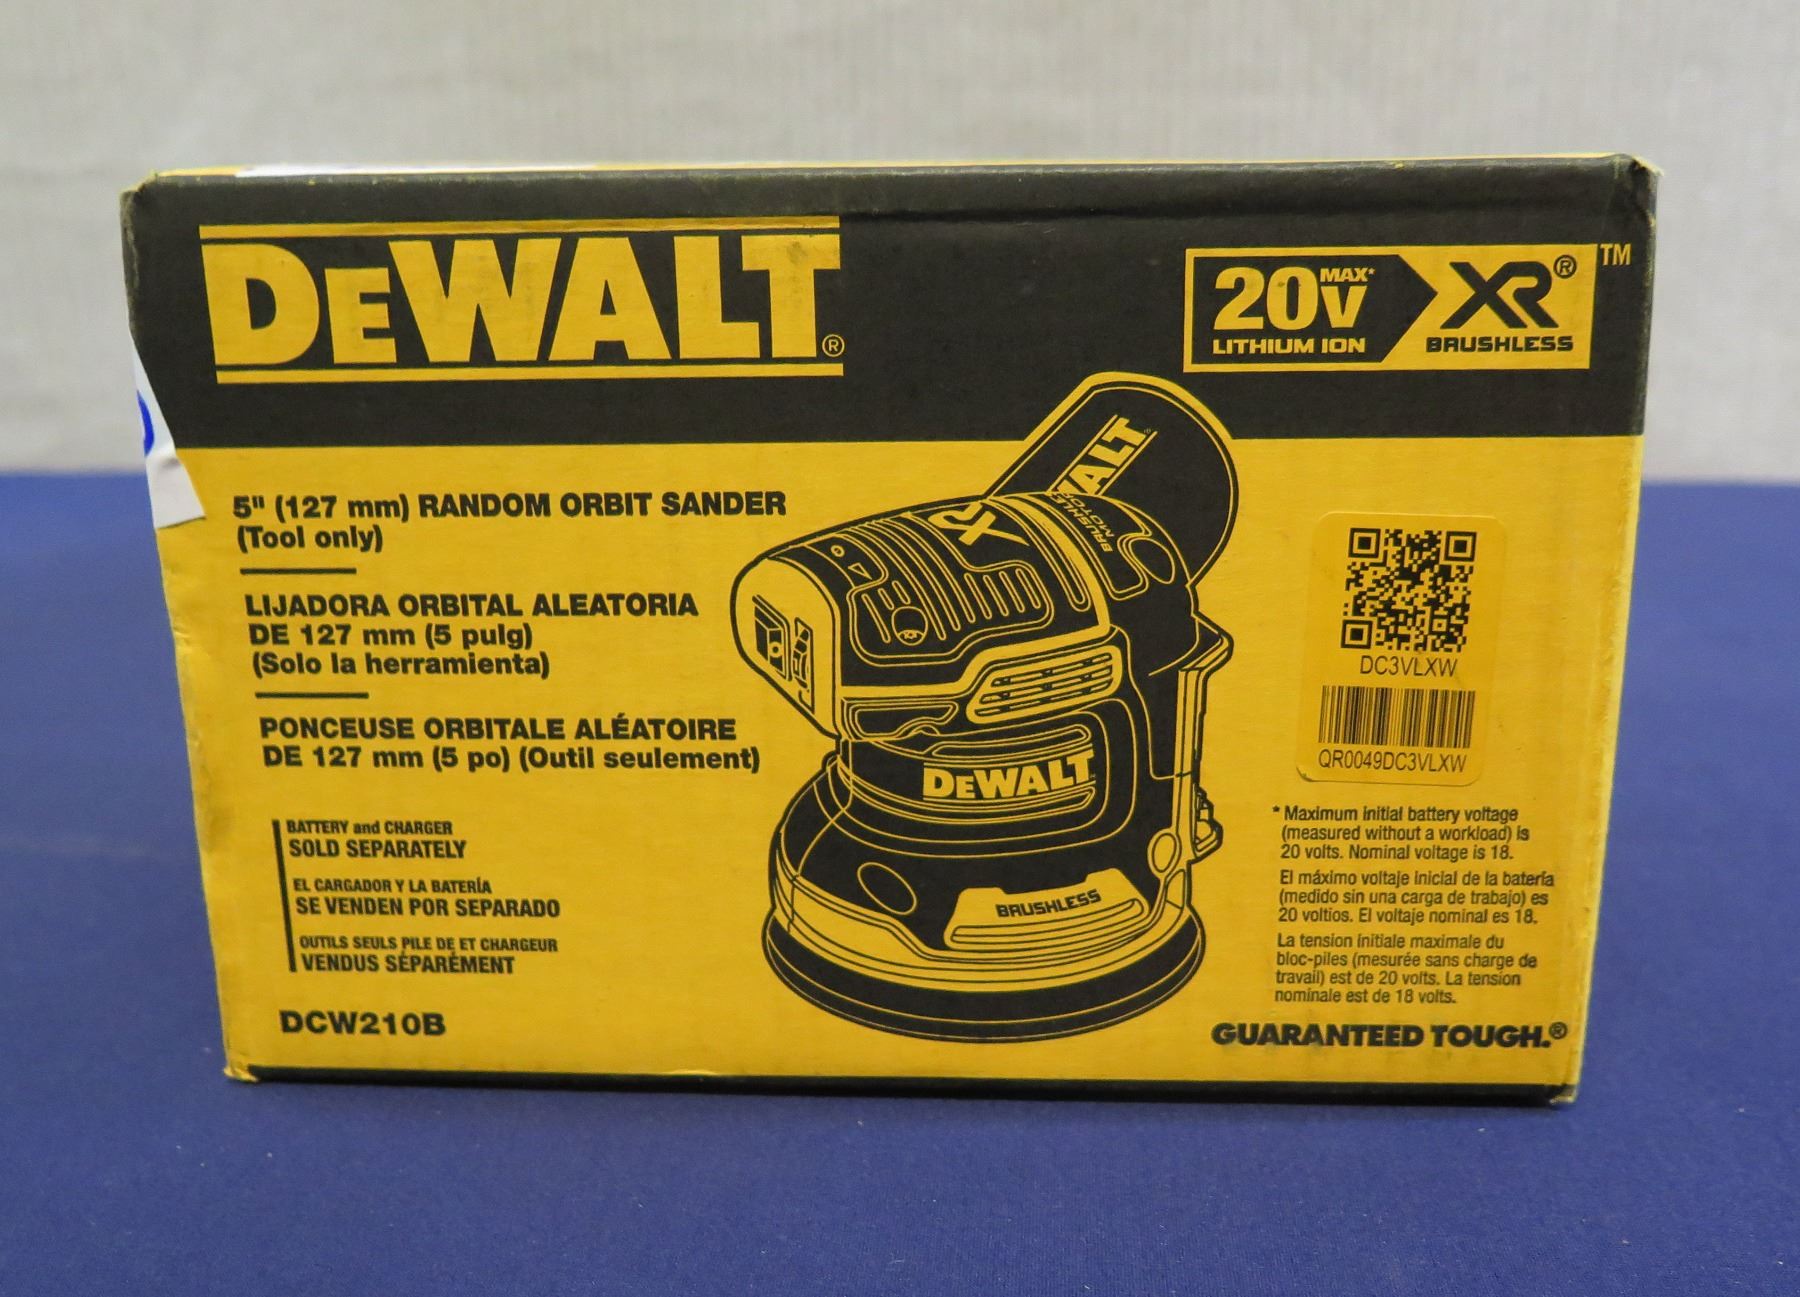 DEWALT®
20V MAX*
LITHIUM ION
XR®
BRUSHLESS
TM
5" (127 mm) RANDOM ORBIT SANDER
(Tool only)
LIJADORA ORBITAL ALEATORIA
DE 127 mm (5 pulg)
(Solo la herramienta)
PONCEUSE ORBITALE ALÉATOIRE
DE 127 mm (5 po) (Outil seulement)
BATTERY and CHARGER
SOLD SEPARATELY
EL CARGADOR Y LA BATERÍA
SE VENDEN POR SEPARADO
OUTILS SEULS PILE DE ET CHARGEUR
VENDUS SÉPARÉMENT
DCW210B
WALT
XR
BRUSHLESS
MOTOR
DEWALT
BRUSHLESS
DC3VLXW
QR0049DC3VLXW
* Maximum initial battery voltage
(measured without a workload) is
20 volts. Nominal voltage is 18.
El máximo voltaje inicial de la batería
(medido sin una carga de trabajo) es
20 voltios. El voltaje nominal es 18.
La tension initiale maximale du
bloc-piles (mesurée sans charge de
travail) est de 20 volts. La tension
nominale est de 18 volts.
GUARANTEED TOUGH.®